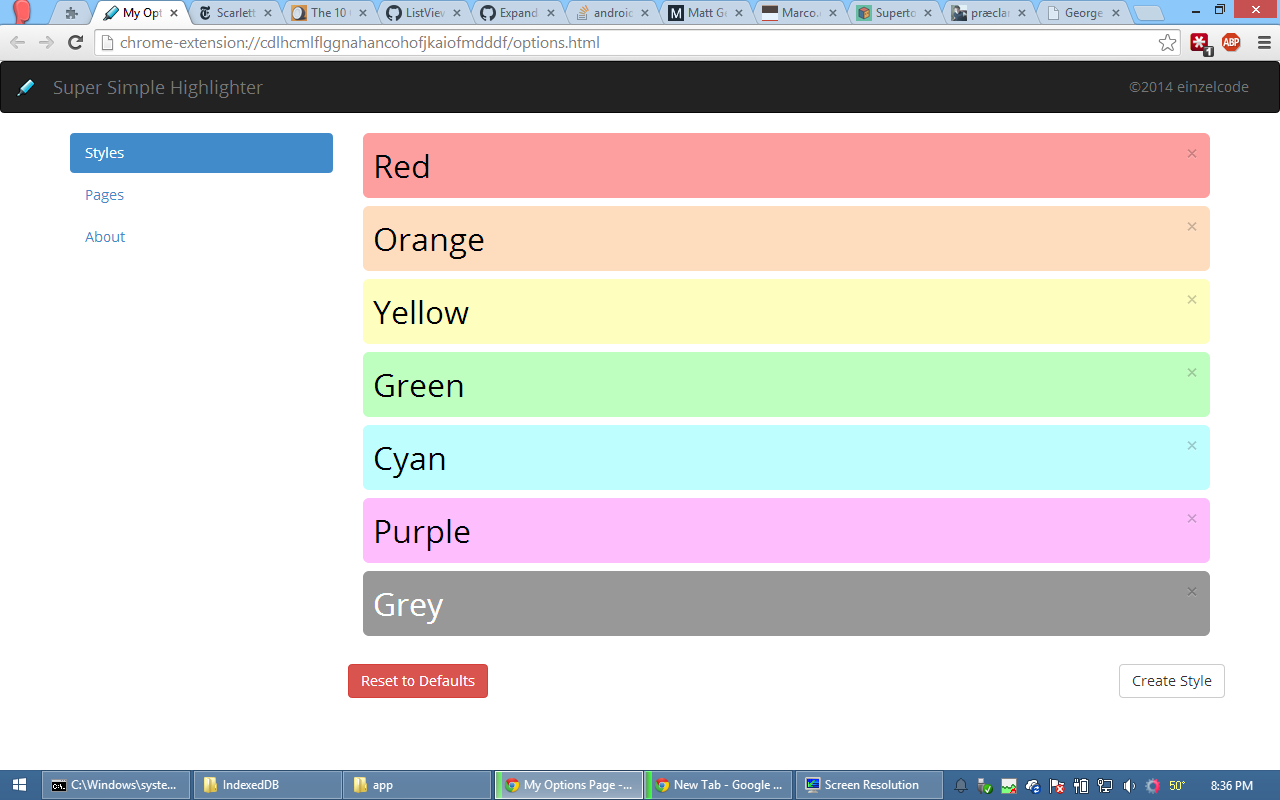 My Opt
Scarlett
The 10
ListView
Expand
android
Matt Ge
Marco.
Superto
præclar
George
chrome-extension://cdlhcmlflggnahancohofjkaiofmdddf/options.html
1
ABP
Super Simple Highlighter
©2014 einzelcode
Styles
Pages
About
Red
Orange
Yellow
Green
Cyan
Purple
Grey
Reset to Defaults
Create Style
C:\Windows\syste...
IndexedDB
app
My Options Page -...
New Tab - Google ...
Screen Resolution
50°
8:36 PM